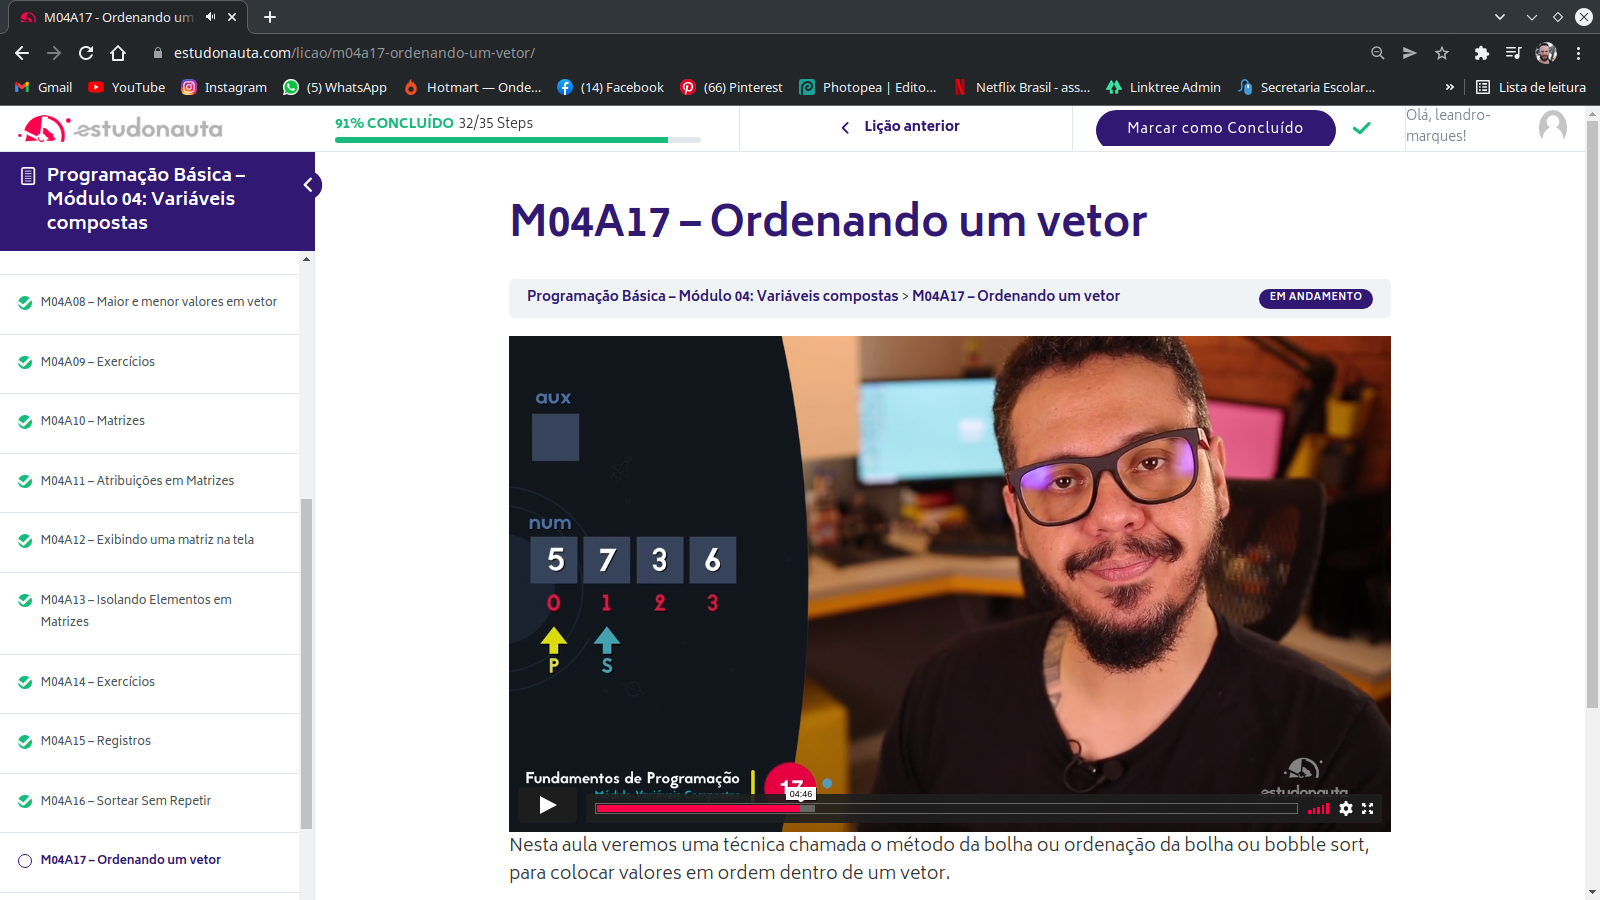 M04A17 - Ordenando um
estudonauta.com/licao/m04a17-ordenando-um-vetor/
Gmail
YouTube
Instagram
(5) WhatsApp
Hotmart — Onde...
(14) Facebook
(66) Pinterest
Photopea | Edito...
Netflix Brasil - ass...
Linktree Admin
Secretaria Escolar...
»
Lista de leitura
estudonauta
91% CONCLUÍDO 32/35 Steps
Lição anterior
Marcar como Concluído
Olá, leandro-
marques!
Programação Básica –
Módulo 04: Variáveis
compostas
M04A08 – Maior e menor valores em vetor
M04A09 – Exercícios
M04A10 – Matrizes
M04A11 – Atribuições em Matrizes
M04A12 – Exibindo uma matriz na tela
M04A13 – Isolando Elementos em
Matrizes
M04A14 – Exercícios
M04A15 – Registros
M04A16 – Sortear Sem Repetir
M04A17 – Ordenando um vetor
M04A17 – Ordenando um vetor
Programação Básica – Módulo 04: Variáveis compostas > M04A17 – Ordenando um vetor
EM ANDAMENTO
aux
num
5 7 3 6
0 1 2 3
P S
Fundamentos de Programação
Módulo Variáveis Compostas
17
estudonauta
04:46
Nesta aula veremos uma técnica chamada o método da bolha ou ordenação da bolha ou bobble sort,
para colocar valores em ordem dentro de um vetor.